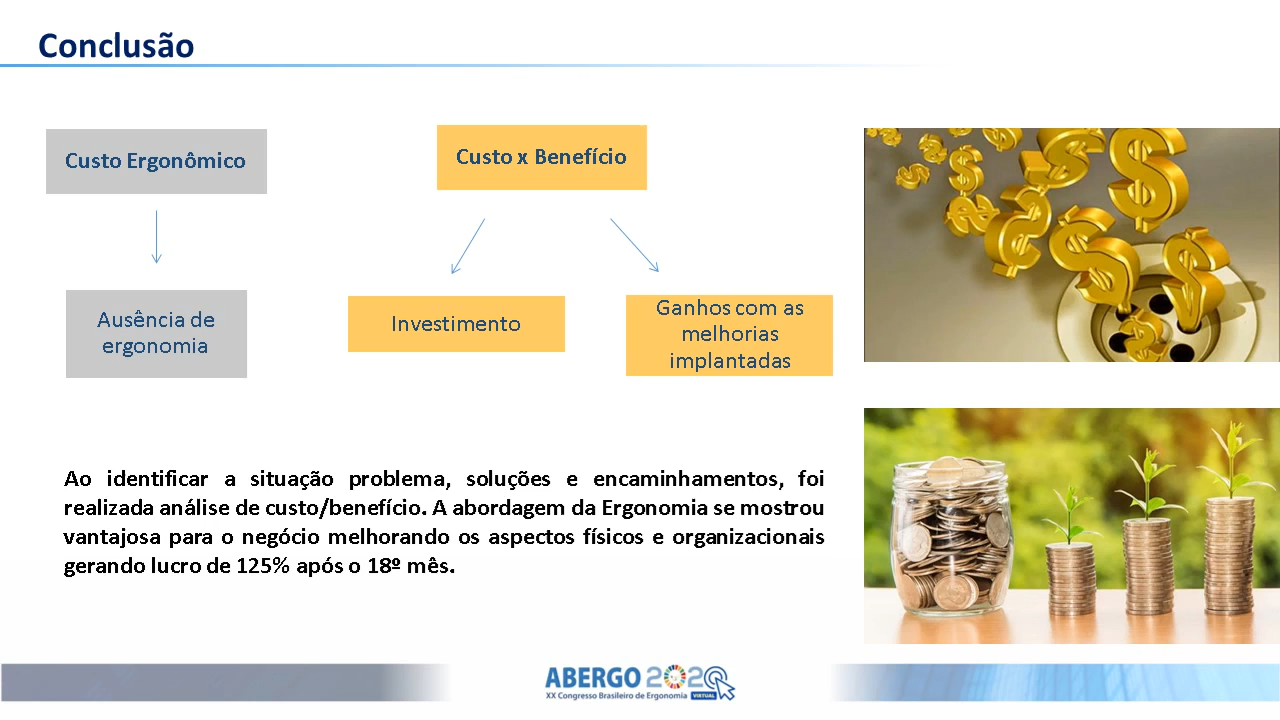 Conclusão
Custo Ergonômico
Custo x Benefício
Ausência de
ergonomia
Investimento
Ganhos com as
melhorias
implantadas
Ao identificar a situação problema, soluções e encaminhamentos, foi
realizada análise de custo/benefício. A abordagem da Ergonomia se mostrou
vantajosa para o negócio melhorando os aspectos físicos e organizacionais
gerando lucro de 125% após o 18º mês.
ABERGO 2020
XX Congresso Brasileiro de Ergonomia VIRTUAL